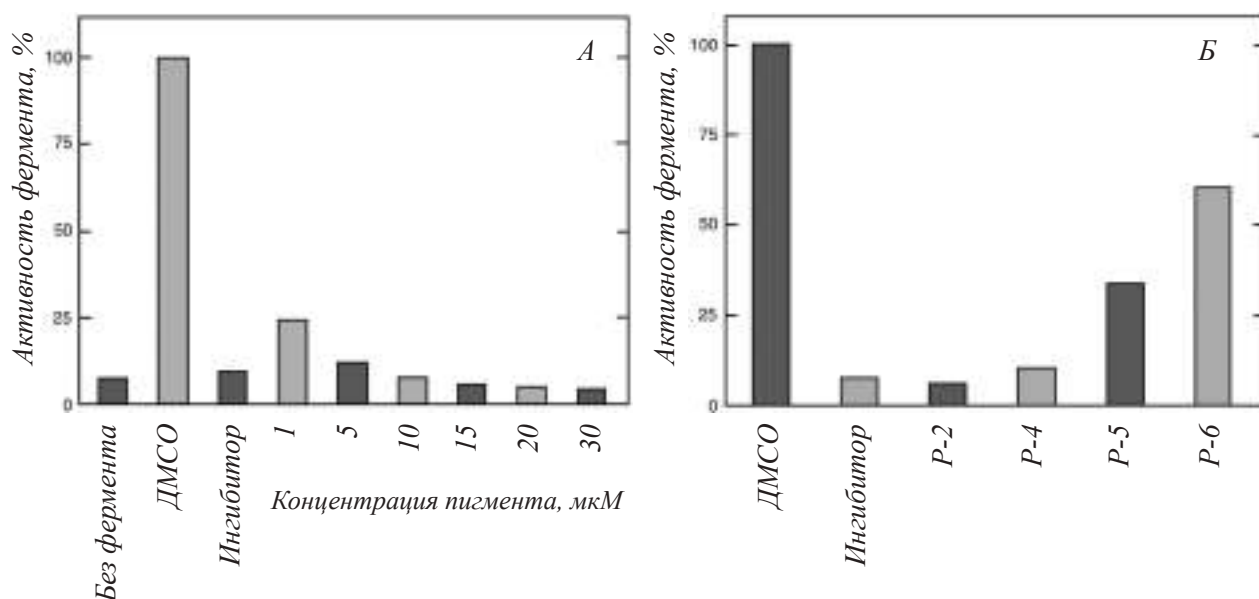 А
Активность фермента, %
100
75
50
25
0
Без фермента
ДМСО
Ингибитор
1
5
10
15
20
30
Концентрация пигмента, мкМ
Б
Активность фермента, %
100
75
50
25
0
ДМСО
Ингибитор
Р-2
Р-4
Р-5
Р-6